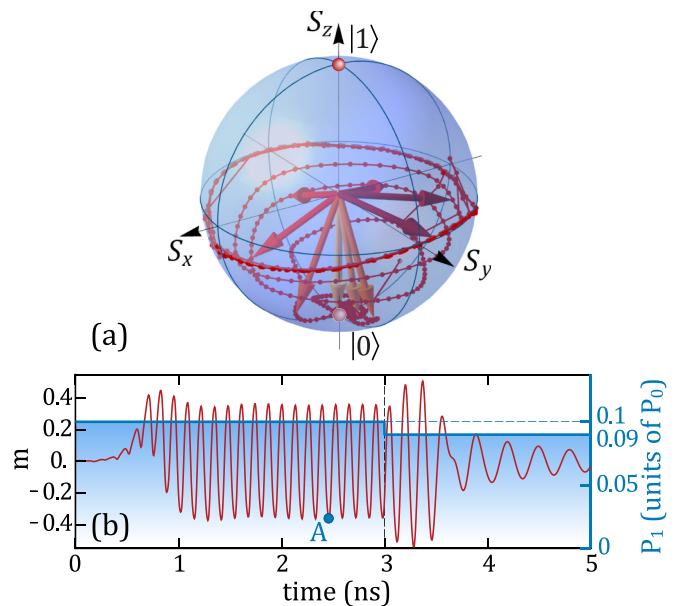 S_z |1⟩
S_x
S_y
(a)
|0⟩
0.4
0.2
0.
-0.2
-0.4
m
(b)
A
0.1
0.09
0.05
0
P_1 (units of P_0)
0 1 2 3 4 5
time (ns)